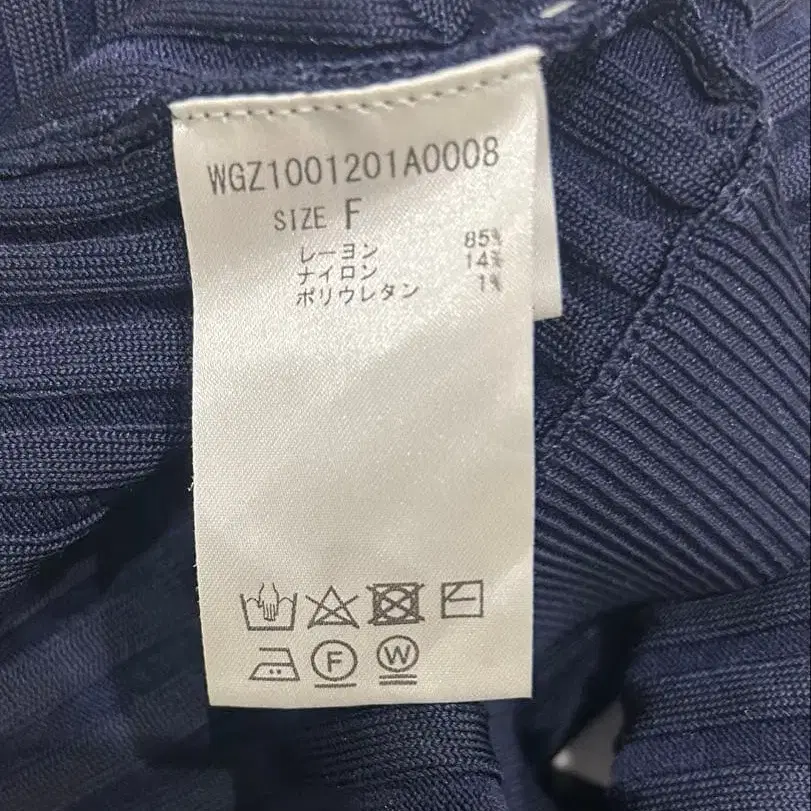 WGZ1001201A0008
SIZE F
レーヨン 85%
ナイロン 14%
ポリウレタン 1%
F W